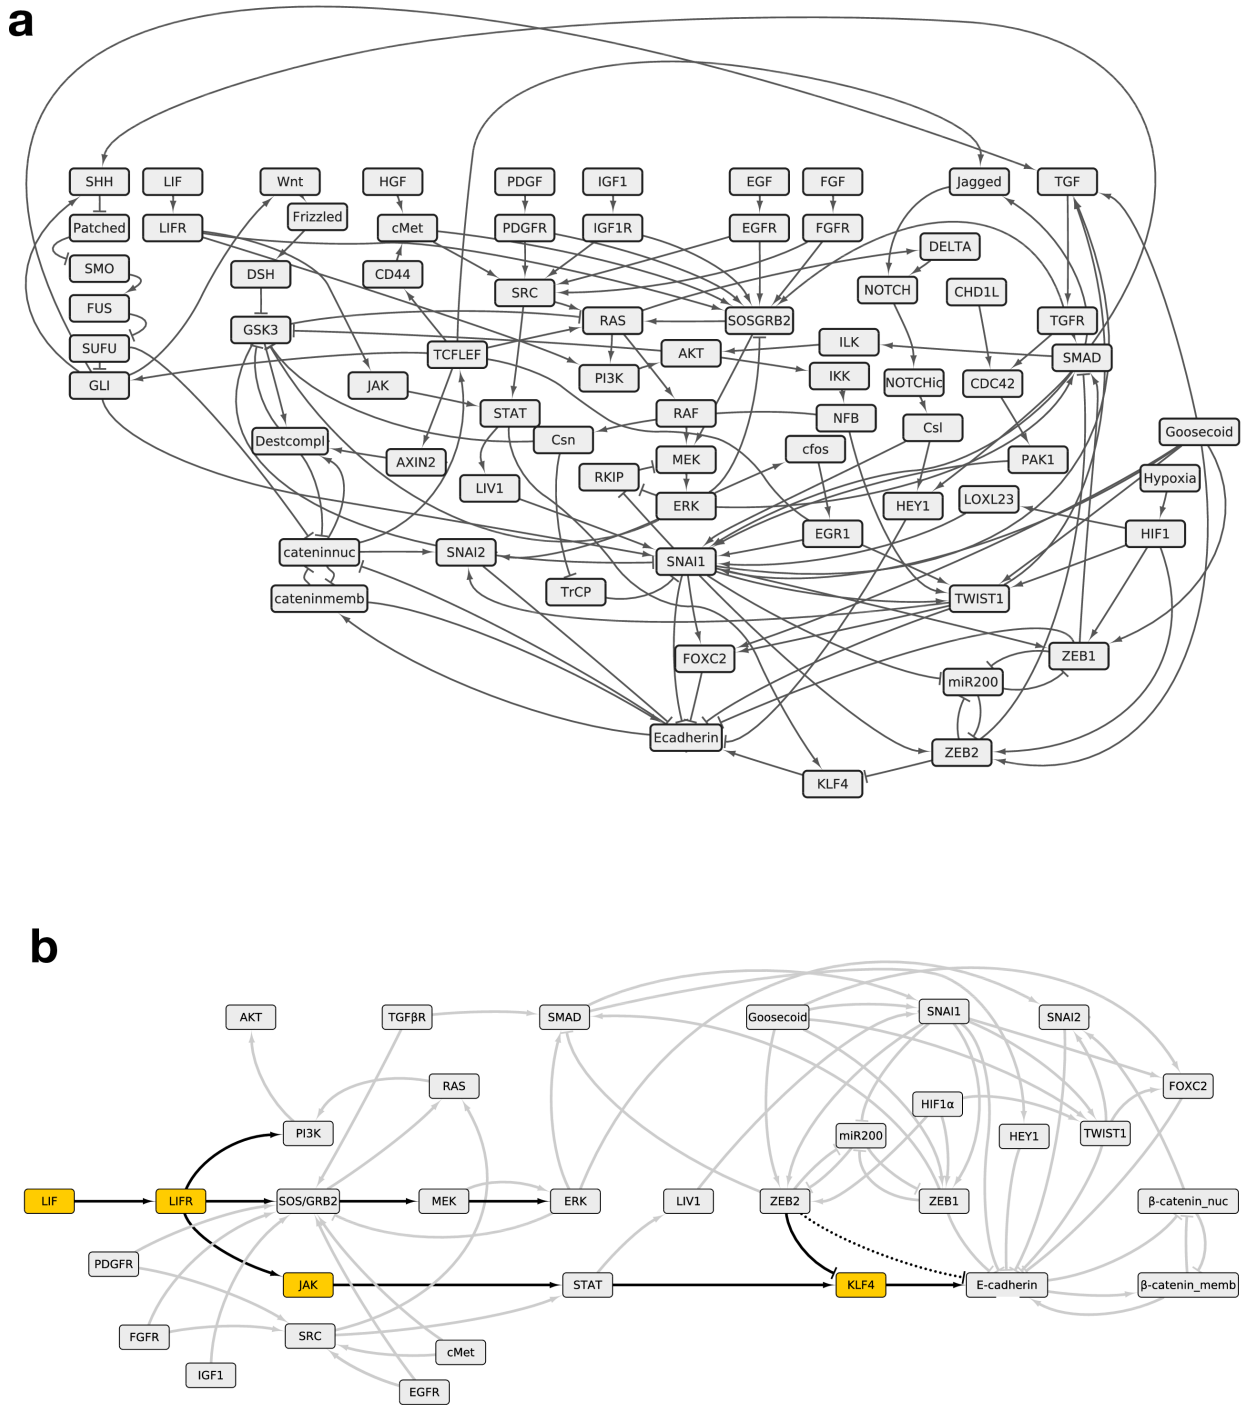 a
SHH LIF Wnt HGF PDGF IGF1 EGF FGF Jagged TGF
Patched LIFR Frizzled cMet PDGFR IGF1R EGFR FGFR DELTA
SMO DSH CD44 SRC NOTCH CHD1L
FUS GSK3 RAS SOSGRB2 TGFR
SUFU TCFLEF AKT ILK SMAD
GLI JAK PI3K IKK NOTCHic CDC42
STAT RAF NFB Csl Goosecoid
Destcompl Csn cfos
AXIN2 MEK PAK1
LIV1 RKIP ERK HEY1 LOXL23 Hypoxia
cateninnuc SNAI2 SNAI1 EGR1 HIF1
cateninmemb TrCP TWIST1
FOXC2 ZEB1
miR200
Ecadherin ZEB2
KLF4
b
AKT TGFβR SMAD Goosecoid SNAI1 SNAI2
RAS FOXC2
HIF1α
PI3K miR200 HEY1 TWIST1
LIF LIFR SOS/GRB2 MEK ERK LIV1 ZEB2 ZEB1 β-catenin_nuc
PDGFR JAK STAT KLF4 E-cadherin β-catenin_memb
FGFR SRC cMet
IGF1 EGFR